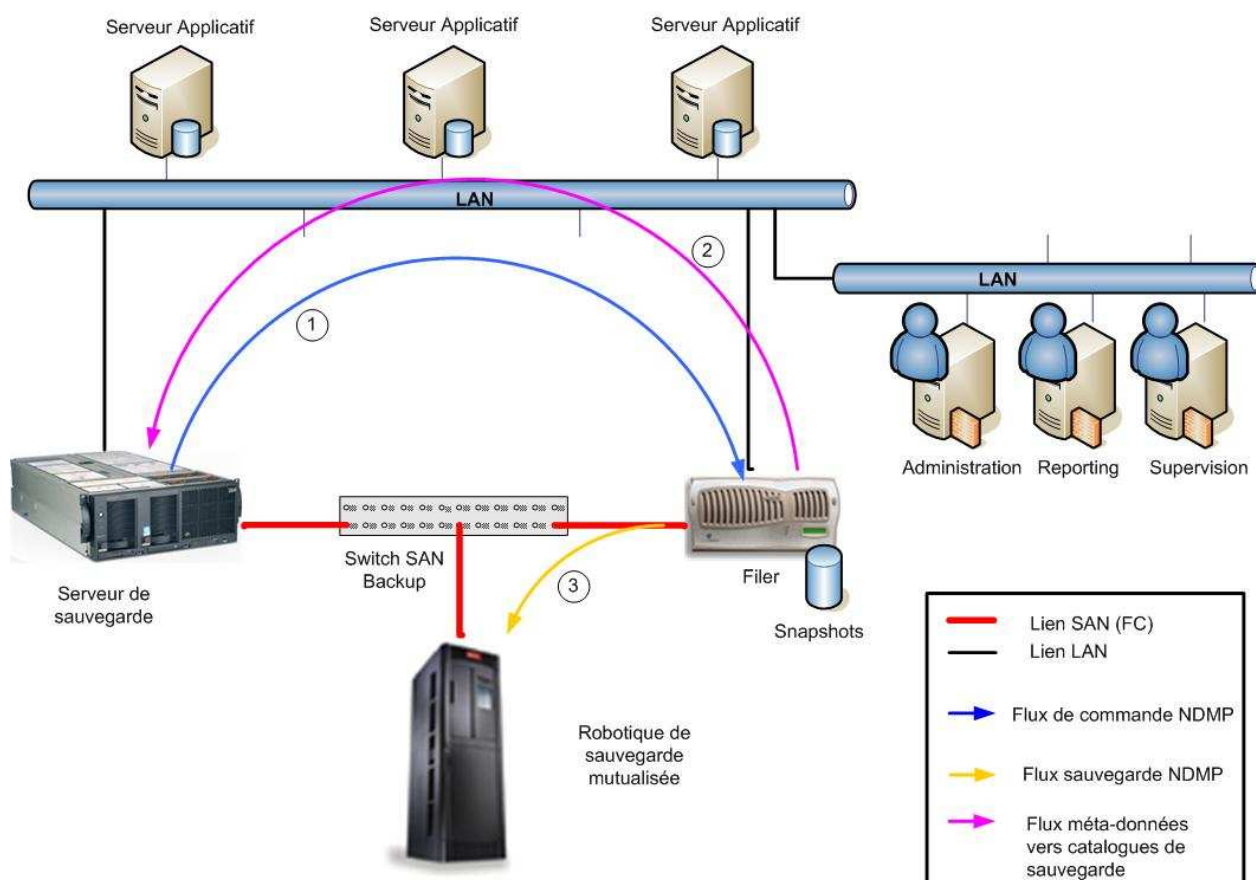 Serveur Applicatif
Serveur Applicatif
Serveur Applicatif
LAN
2
LAN
1
Administration
Reporting
Supervision
Switch SAN
Backup
3
Filer
Serveur de
sauvegarde
Snapshots
Robotique de
sauvegarde
mutualisée
Lien SAN (FC)
Lien LAN
Flux de commande NDMP
Flux sauvegarde NDMP
Flux méta-données
vers catalogues de
sauvegarde